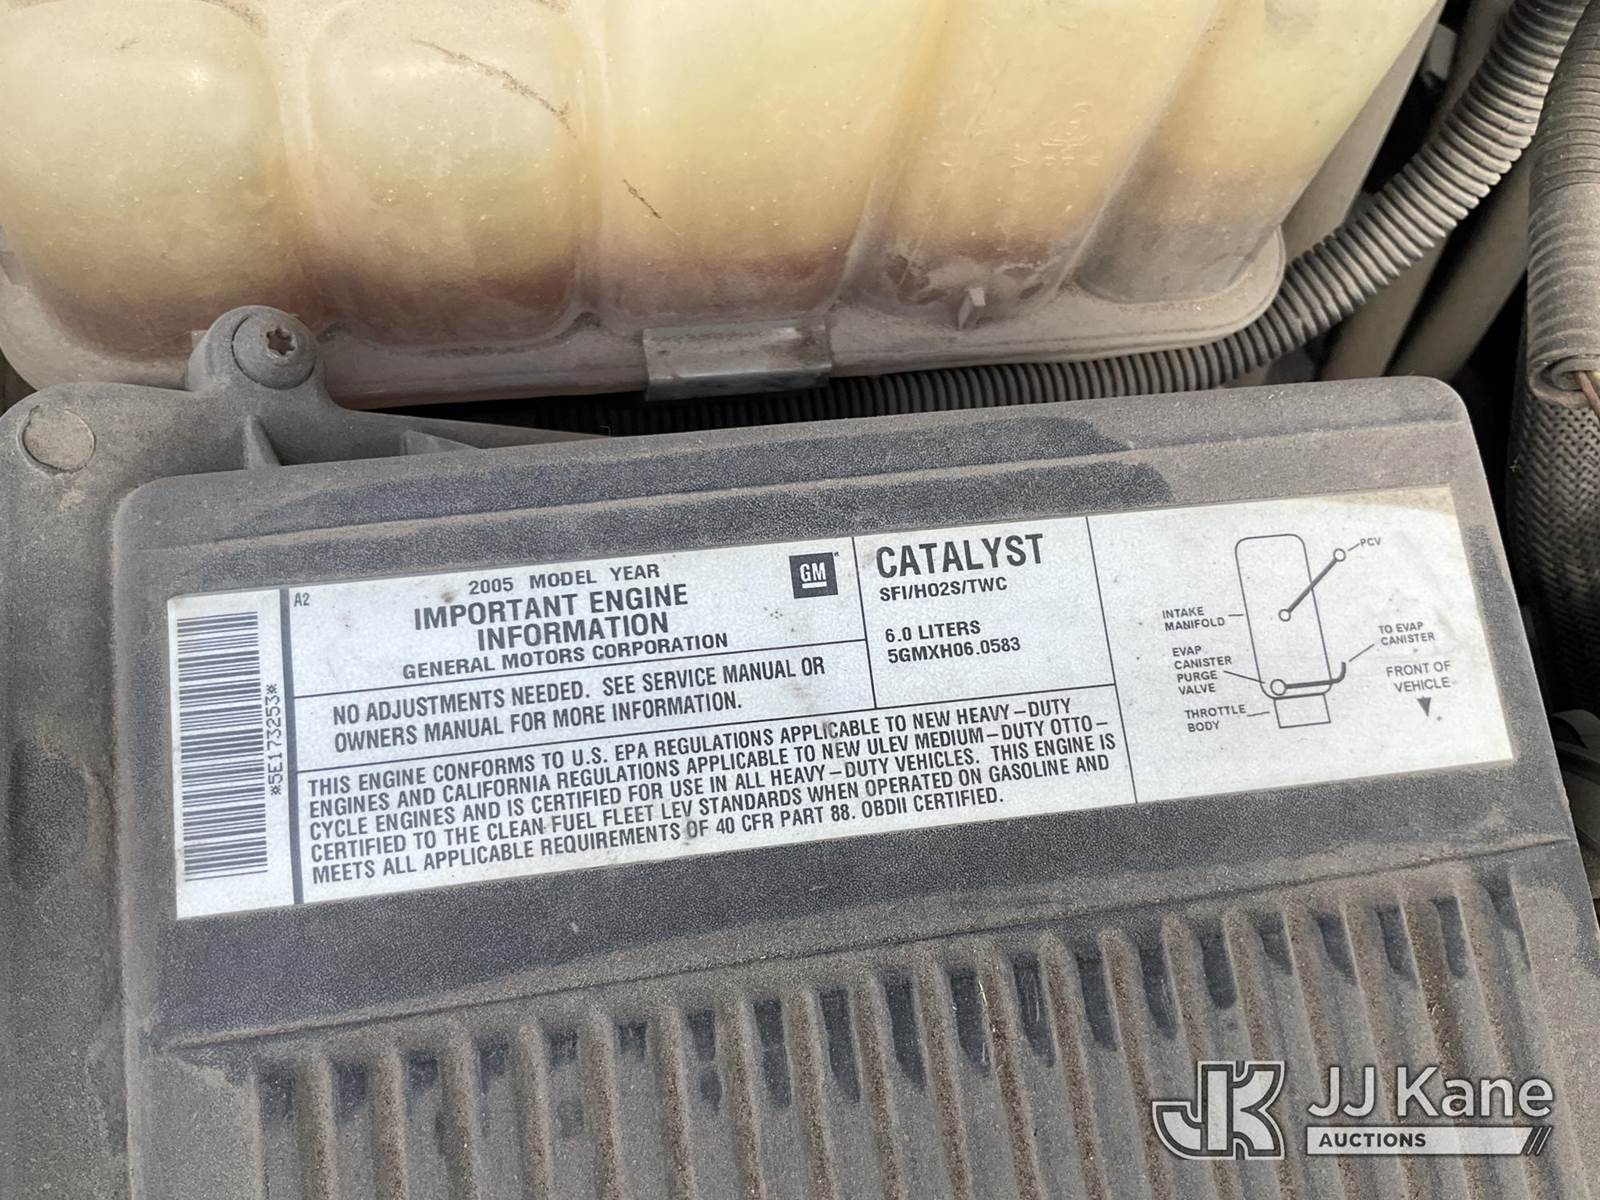 *5E173253*
A2
2005 MODEL YEAR
IMPORTANT ENGINE
INFORMATION
GENERAL MOTORS CORPORATION
GM
NO ADJUSTMENTS NEEDED. SEE SERVICE MANUAL OR
OWNERS MANUAL FOR MORE INFORMATION.
CATALYST
SFI/HO2S/TWC
6.0 LITERS
5GMXH06.0583
THIS ENGINE CONFORMS TO U.S. EPA REGULATIONS APPLICABLE TO NEW HEAVY-DUTY
ENGINES AND CALIFORNIA REGULATIONS APPLICABLE TO NEW ULEV MEDIUM-DUTY OTTO-
CYCLE ENGINES AND IS CERTIFIED FOR USE IN ALL HEAVY-DUTY VEHICLES. THIS ENGINE IS
CERTIFIED TO THE CLEAN FUEL FLEET LEV STANDARDS WHEN OPERATED ON GASOLINE AND
MEETS ALL APPLICABLE REQUIREMENTS OF 40 CFR PART 88. OBDII CERTIFIED.
PCV
INTAKE
MANIFOLD
TO EVAP
CANISTER
EVAP
CANISTER
PURGE
VALVE
FRONT OF
VEHICLE
THROTTLE
BODY
JK
JJ Kane
AUCTIONS